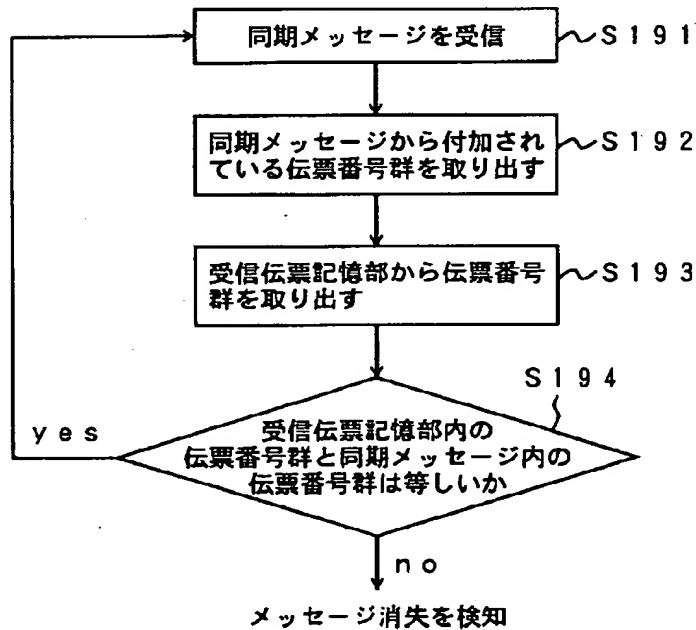 同期メッセージを受信
S191
同期メッセージから付加され
ている伝票番号群を取り出す
S192
受信伝票記憶部から伝票番号
群を取り出す
S193
S194
受信伝票記憶部内の
伝票番号群と同期メッセージ内の
伝票番号群は等しいか
yes
no
メッセージ消失を検知